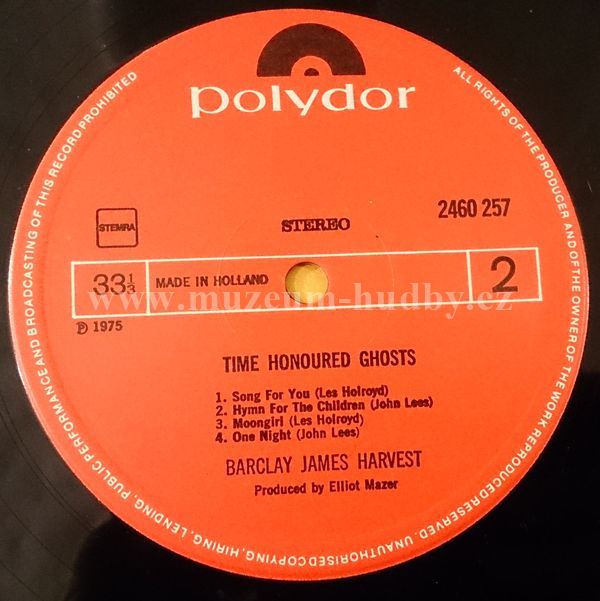 polydor
STEMRA
STEREO
2460 257
33 1/3
MADE IN HOLLAND
2
www.muzeum-hudby.cz
℗ 1975
TIME HONOURED GHOSTS
1. Song For You (Les Holroyd)
2. Hymn For The Children (John Lees)
3. Moongirl (Les Holroyd)
4. One Night (John Lees)
BARCLAY JAMES HARVEST
Produced by Elliot Mazer
ALL RIGHTS OF THE PRODUCER AND OF THE OWNER OF THE WORK REPRODUCED RESERVED. UNAUTHORISED COPYING, HIRING, LENDING, PUBLIC PERFORMANCE AND BROADCASTING OF THIS RECORD PROHIBITED